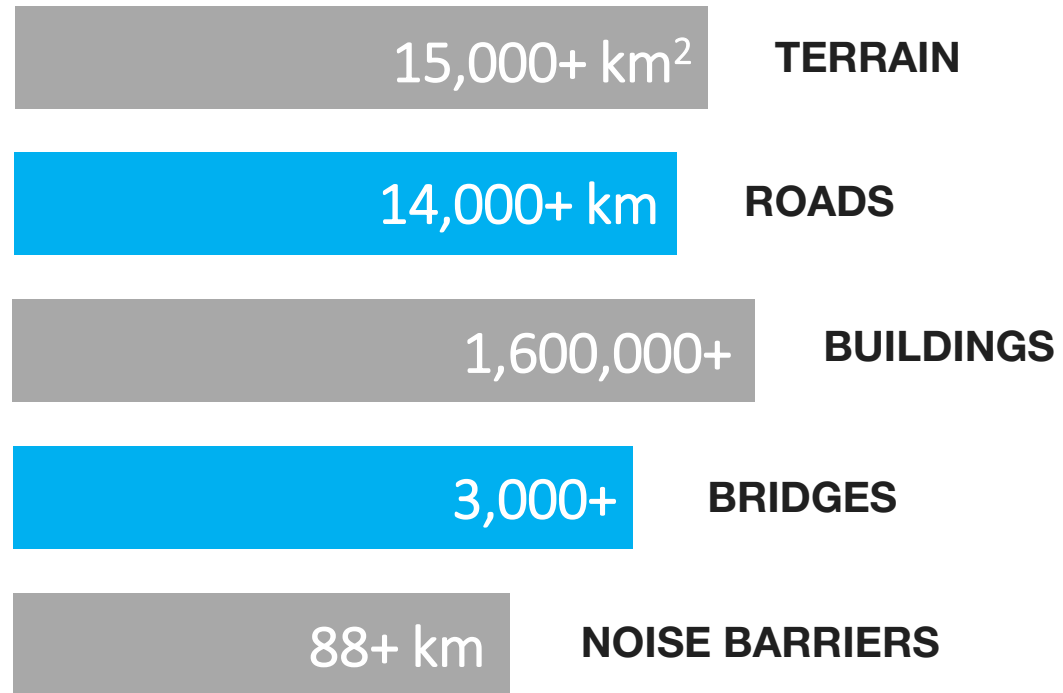 15,000+ km² TERRAIN
14,000+ km ROADS
1,600,000+ BUILDINGS
3,000+ BRIDGES
88+ km NOISE BARRIERS